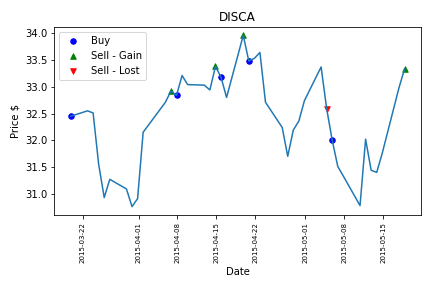 DISCA
Buy
Sell - Gain
Sell - Lost
Price $
34.0
33.5
33.0
32.5
32.0
31.5
31.0
2015-03-22
2015-04-01
2015-04-08
2015-04-15
2015-04-22
2015-05-01
2015-05-08
2015-05-15
Date